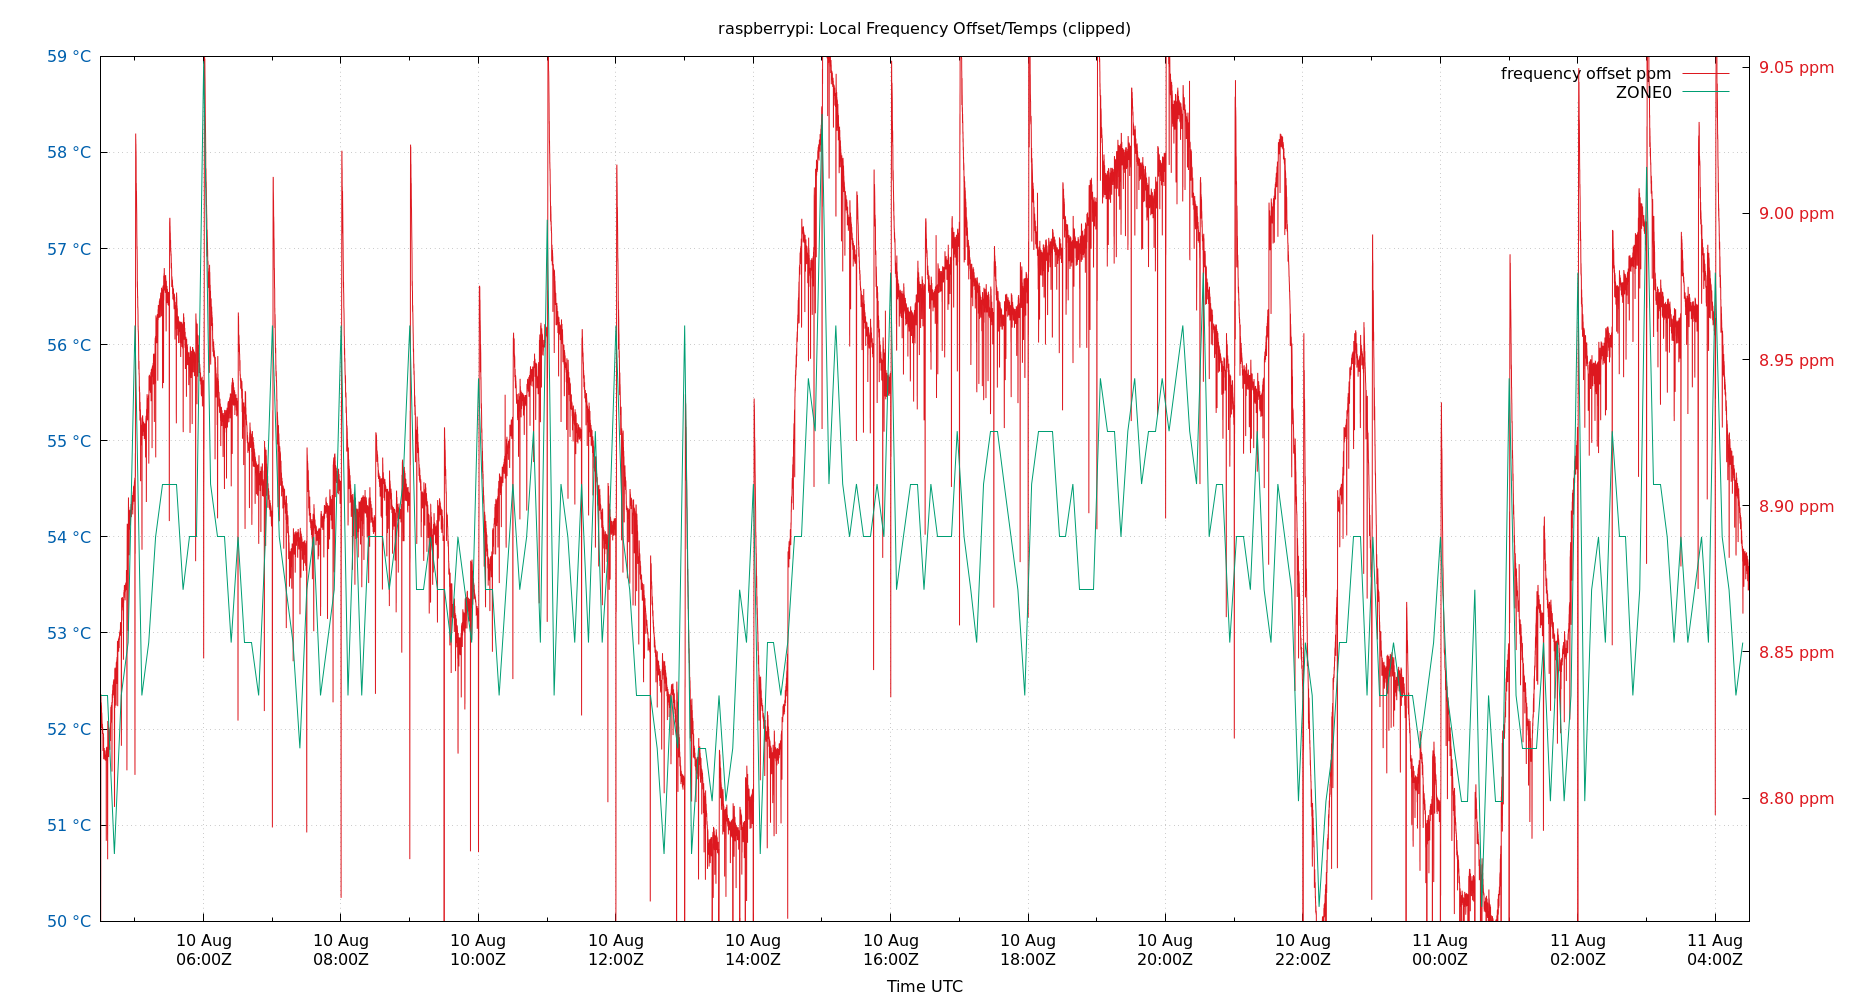 raspberrypi: Local Frequency Offset/Temps (clipped)
59 °C
58 °C
57 °C
56 °C
55 °C
54 °C
53 °C
52 °C
51 °C
50 °C
frequency offset ppm
ZONE0
9.05 ppm
9.00 ppm
8.95 ppm
8.90 ppm
8.85 ppm
8.80 ppm
10 Aug 10 Aug 10 Aug 10 Aug 10 Aug 10 Aug 10 Aug 10 Aug 10 Aug 11 Aug 11 Aug 11 Aug
06:00Z 08:00Z 10:00Z 12:00Z 14:00Z 16:00Z 18:00Z 20:00Z 22:00Z 00:00Z 02:00Z 04:00Z
Time UTC